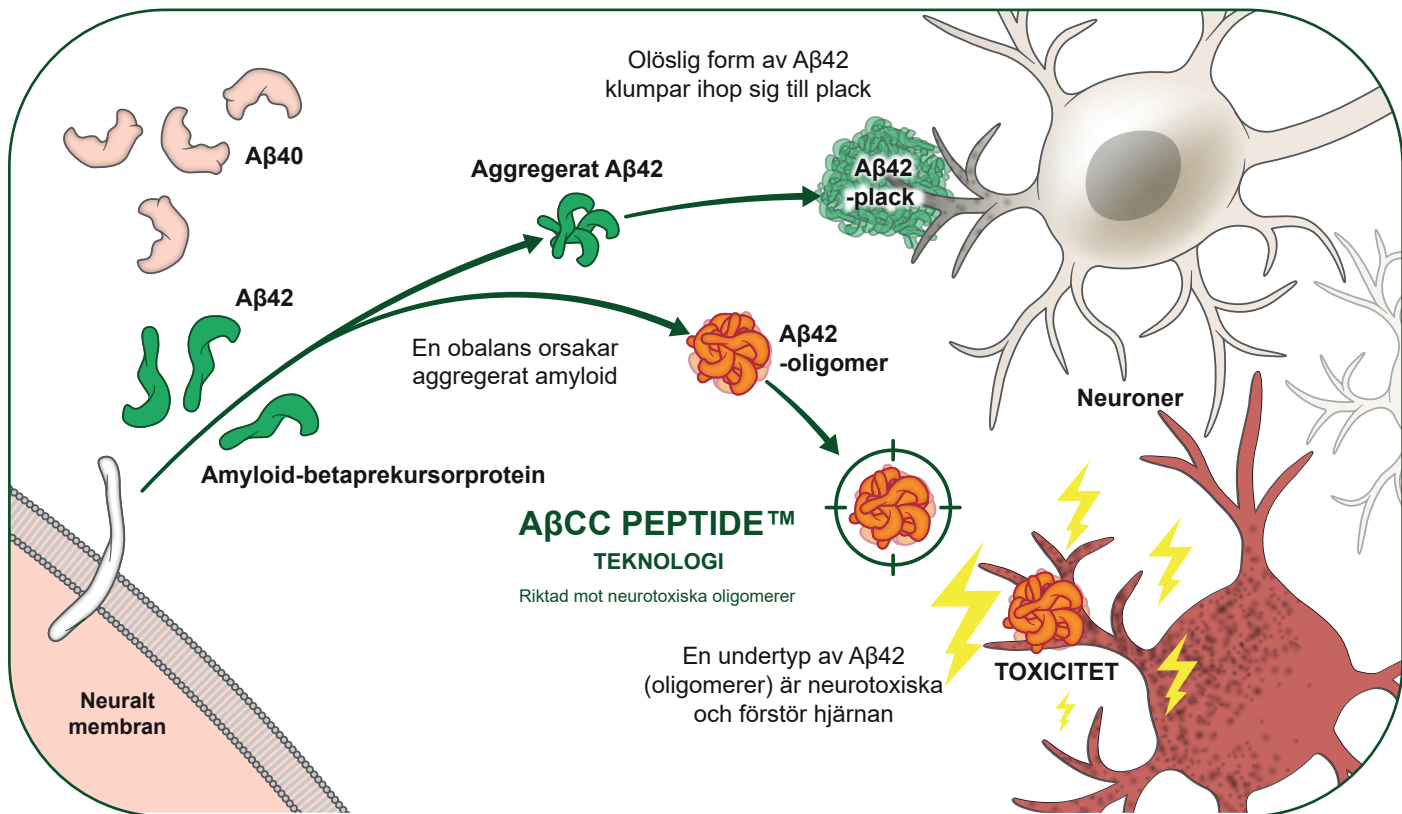 Olöslig form av Aβ42
klumpar ihop sig till plack
Aβ40
Aggregerat Aβ42
Aβ42
-plack
Aβ42
En obalans orsakar
aggregerat amyloid
Aβ42
-oligomer
Neuroner
Amyloid-betaprekursorprotein
AβCC PEPTIDE™
TEKNOLOGI
Riktad mot neurotoxiska oligomerer
En undertyp av Aβ42
(oligomerer) är neurotoxiska
och förstör hjärnan
TOXICITET
Neuralt
membran